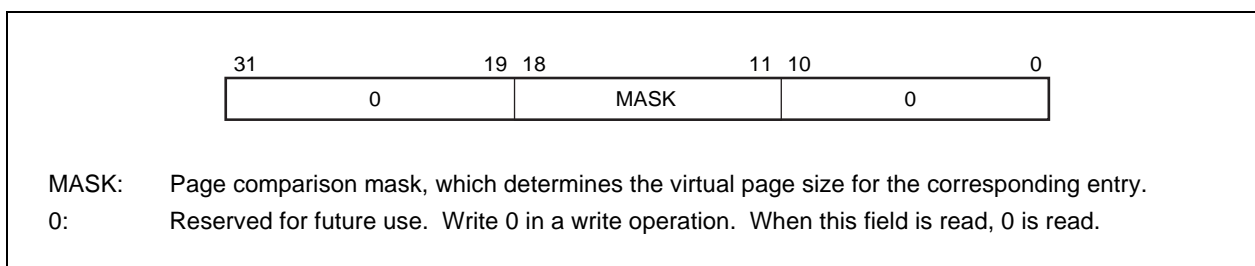 31 19 18 11 10 0
0 MASK 0
MASK: Page comparison mask, which determines the virtual page size for the corresponding entry.
0: Reserved for future use. Write 0 in a write operation. When this field is read, 0 is read.